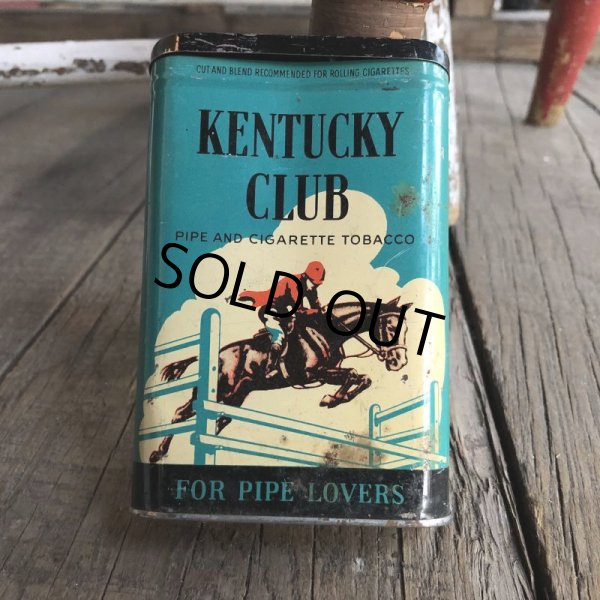 CUT AND BLEND RECOMMENDED FOR ROLLING CIGARETTES
KENTUCKY
CLUB
PIPE AND CIGARETTE TOBACCO
SOLD OUT
FOR PIPE LOVERS